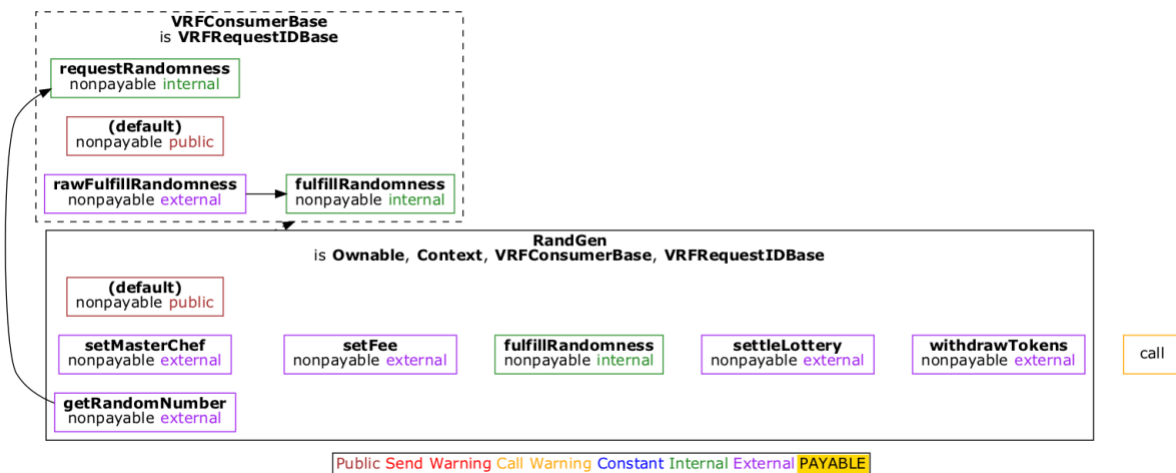 VRFConsumerBase
is VRFRequestIDBase
requestRandomness
nonpayable internal
(default)
nonpayable public
rawFulfillRandomness
nonpayable external
fulfillRandomness
nonpayable internal
RandGen
is Ownable, Context, VRFConsumerBase, VRFRequestIDBase
(default)
nonpayable public
setMasterChef
nonpayable external
setFee
nonpayable external
fulfillRandomness
nonpayable internal
settleLottery
nonpayable external
withdrawTokens
nonpayable external
call
getRandomNumber
nonpayable external
Public Send Warning Call Warning Constant Internal External PAYABLE